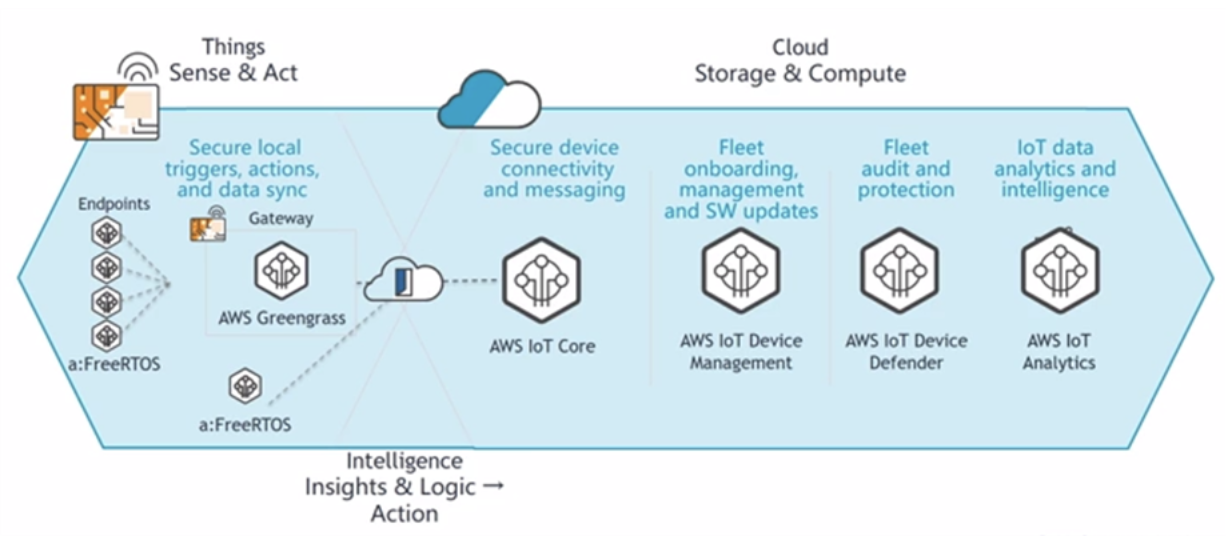 Things
Sense & Act
Cloud
Storage & Compute
Secure local
triggers, actions,
and data sync
Endpoints
a:FreeRTOS
Gateway
AWS Greengrass
a:FreeRTOS
Secure device
connectivity
and messaging
AWS IoT Core
Fleet
onboarding,
management
and SW updates
AWS IoT Device
Management
Fleet
audit and
protection
AWS IoT Device
Defender
IoT data
analytics and
intelligence
AWS IoT
Analytics
Intelligence
Insights & Logic →
Action